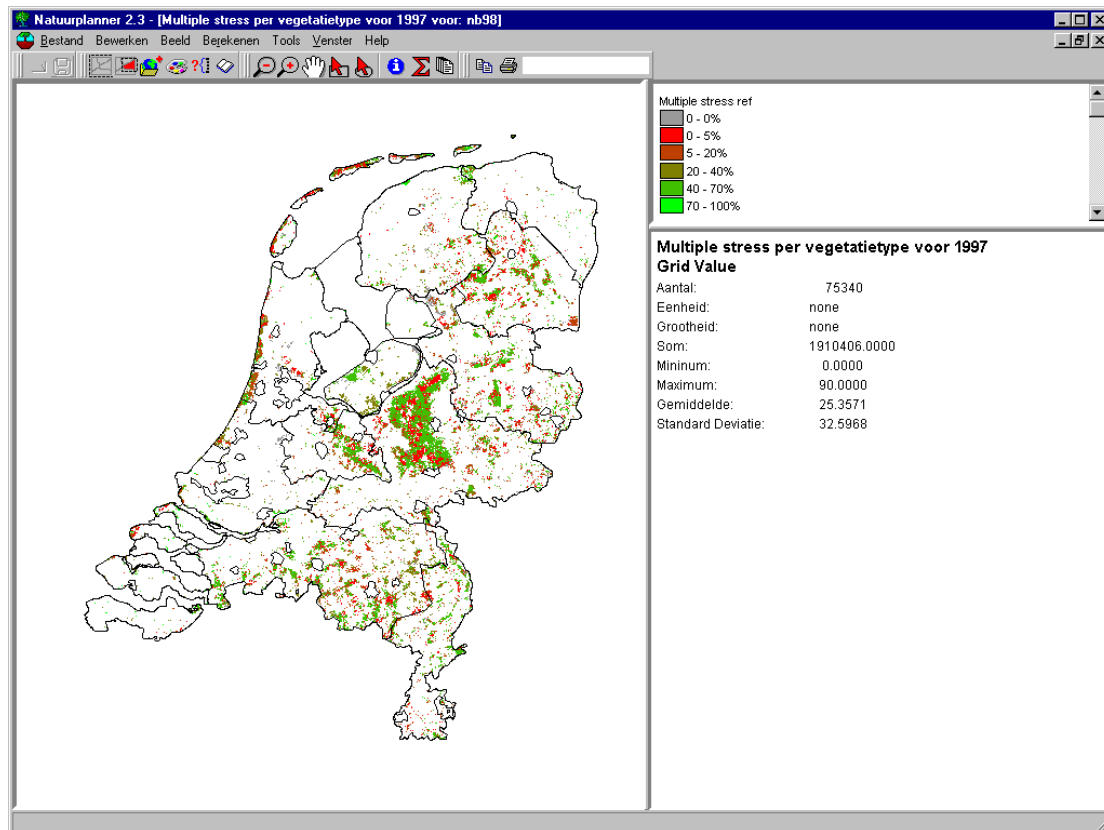 Natuurplanner 2.3 - [Multiple stress per vegetatietype voor 1997 voor: nb98]
Bestand Bewerken Beeld Berekenen Tools Venster Help
Multiple stress ref
0 - 0%
0 - 5%
5 - 20%
20 - 40%
40 - 70%
70 - 100%
Multiple stress per vegetatietype voor 1997
Grid Value
Aantal: 75340
Eenheid: none
Grootheid: none
Som: 1910406.0000
Mininum: 0.0000
Maximum: 90.0000
Gemiddelde: 25.3571
Standard Deviatie: 32.5968